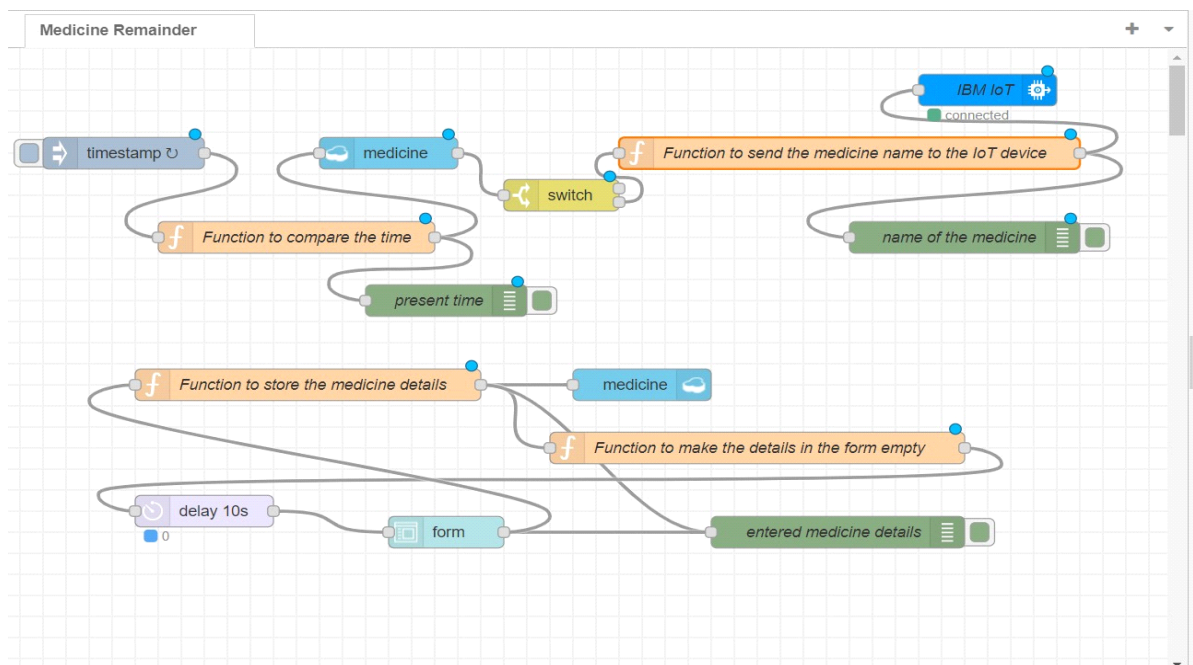 Medicine Remainder
IBM IoT
connected
timestamp ↻
medicine
Function to send the medicine name to the IoT device
switch
Function to compare the time
name of the medicine
present time
Function to store the medicine details
medicine
Function to make the details in the form empty
delay 10s
0
form
entered medicine details